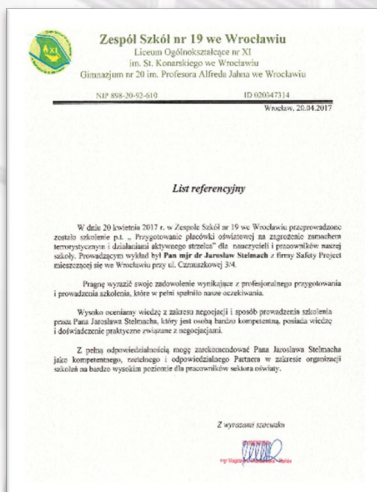 XI
Zespół Szkół nr 19 we Wrocławiu
Liceum Ogólnokształcące nr XI
im. St. Konarskiego we Wrocławiu
Gimnazjum nr 20 im. Profesora Alfreda Jahna we Wrocławiu
NIP 898-20-92-610 ID 020347314
Wrocław, 20.04.2017
List referencyjny
W dniu 20 kwietnia 2017 r. w Zespole Szkół nr 19 we Wrocławiu przeprowadzone
zostało szkolenie p.t. „ Przygotowanie placówki oświatowej na zagrożenie zamachem
terrorystycznym i działaniami aktywnego strzelca" dla nauczycieli i pracowników naszej
szkoły. Prowadzącym wykład był Pan mjr dr Jarosław Stelmach z firmy Safety Project
mieszczącej się we Wrocławiu przy ul. 3/4.
Pragnę wyrazić swoje zadowolenie wynikające z profesjonalnego przygotowania
i prowadzenia szkolenia, które w pełni spełniło nasze oczekiwania.
Wysoko oceniamy wiedzę z zakresu negocjacji i sposób prowadzenia szkolenia
przez Pana Jarosława Stelmacha, który jest osobą bardzo kompetentną, posiada wiedzę
i doświadczenie praktyczne związane z negocjacjami.
Z pełną odpowiedzialnością mogę zarekomendować Pana Jarosława Stelmacha
jako kompetentnego, rzetelnego i odpowiedzialnego Partnera w zakresie organizacji
szkoleń na bardzo wysokim poziomie dla pracowników sektora oświaty.
Z wyrazami szacunku